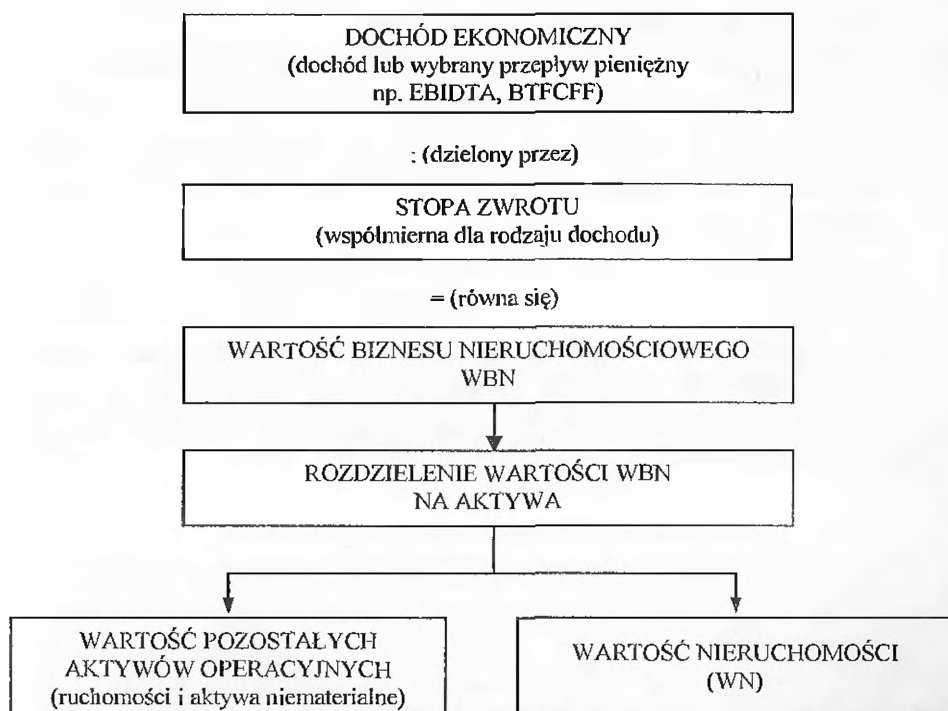 DOCHÓD EKONOMICZNY
(dochód lub wybrany przepływ pieniężny
np. EBIDTA, BTFCFF)
: (dzielony przez)
STOPA ZWROTU
(współmierna dla rodzaju dochodu)
= (równa się)
WARTOŚĆ BIZNESU NIERUCHOMOŚCIOWEGO
WBN
ROZDZIELENIE WARTOŚCI WBN
NA AKTYWA
WARTOŚĆ POZOSTAŁYCH
AKTYWÓW OPERACYJNYCH
(ruchomości i aktywa niematerialne)
WARTOŚĆ NIERUCHOMOŚCI
(WN)